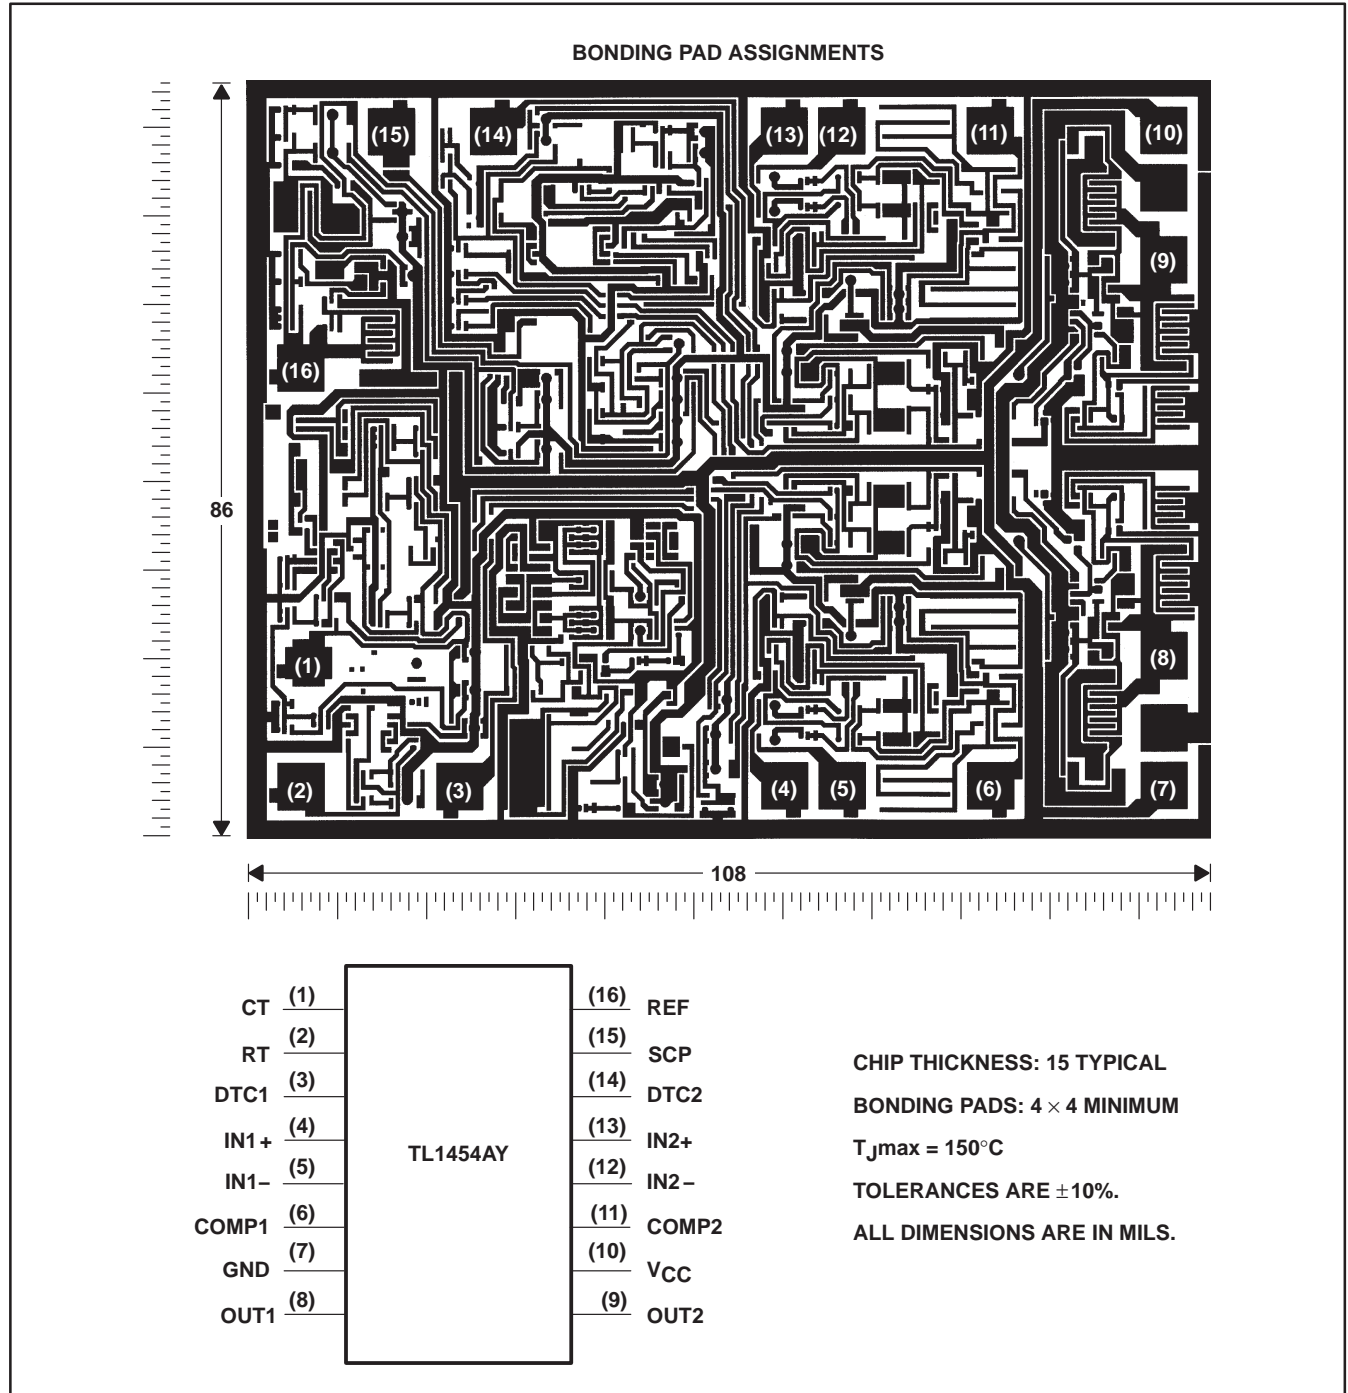 BONDING PAD ASSIGNMENTS
(15)
(14)
(13)
(12)
(11)
(10)
(9)
(16)
86
(1)
(8)
(2)
(3)
(4)
(5)
(6)
(7)
108
CT (1)
RT (2)
DTC1 (3)
IN1+ (4)
IN1– (5)
COMP1 (6)
GND (7)
OUT1 (8)
TL1454AY
(16) REF
(15) SCP
(14) DTC2
(13) IN2+
(12) IN2–
(11) COMP2
(10) VCC
(9) OUT2
CHIP THICKNESS: 15 TYPICAL
BONDING PADS: 4 × 4 MINIMUM
TJmax = 150°C
TOLERANCES ARE ±10%.
ALL DIMENSIONS ARE IN MILS.